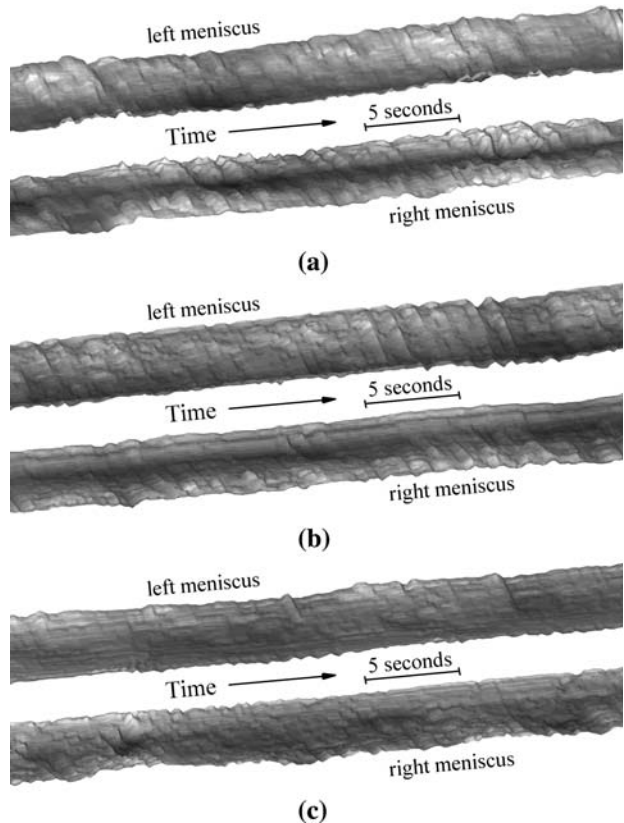 left meniscus
5 seconds
Time
right meniscus
(a)
left meniscus
5 seconds
Time
right meniscus
(b)
left meniscus
5 seconds
Time
right meniscus
(c)